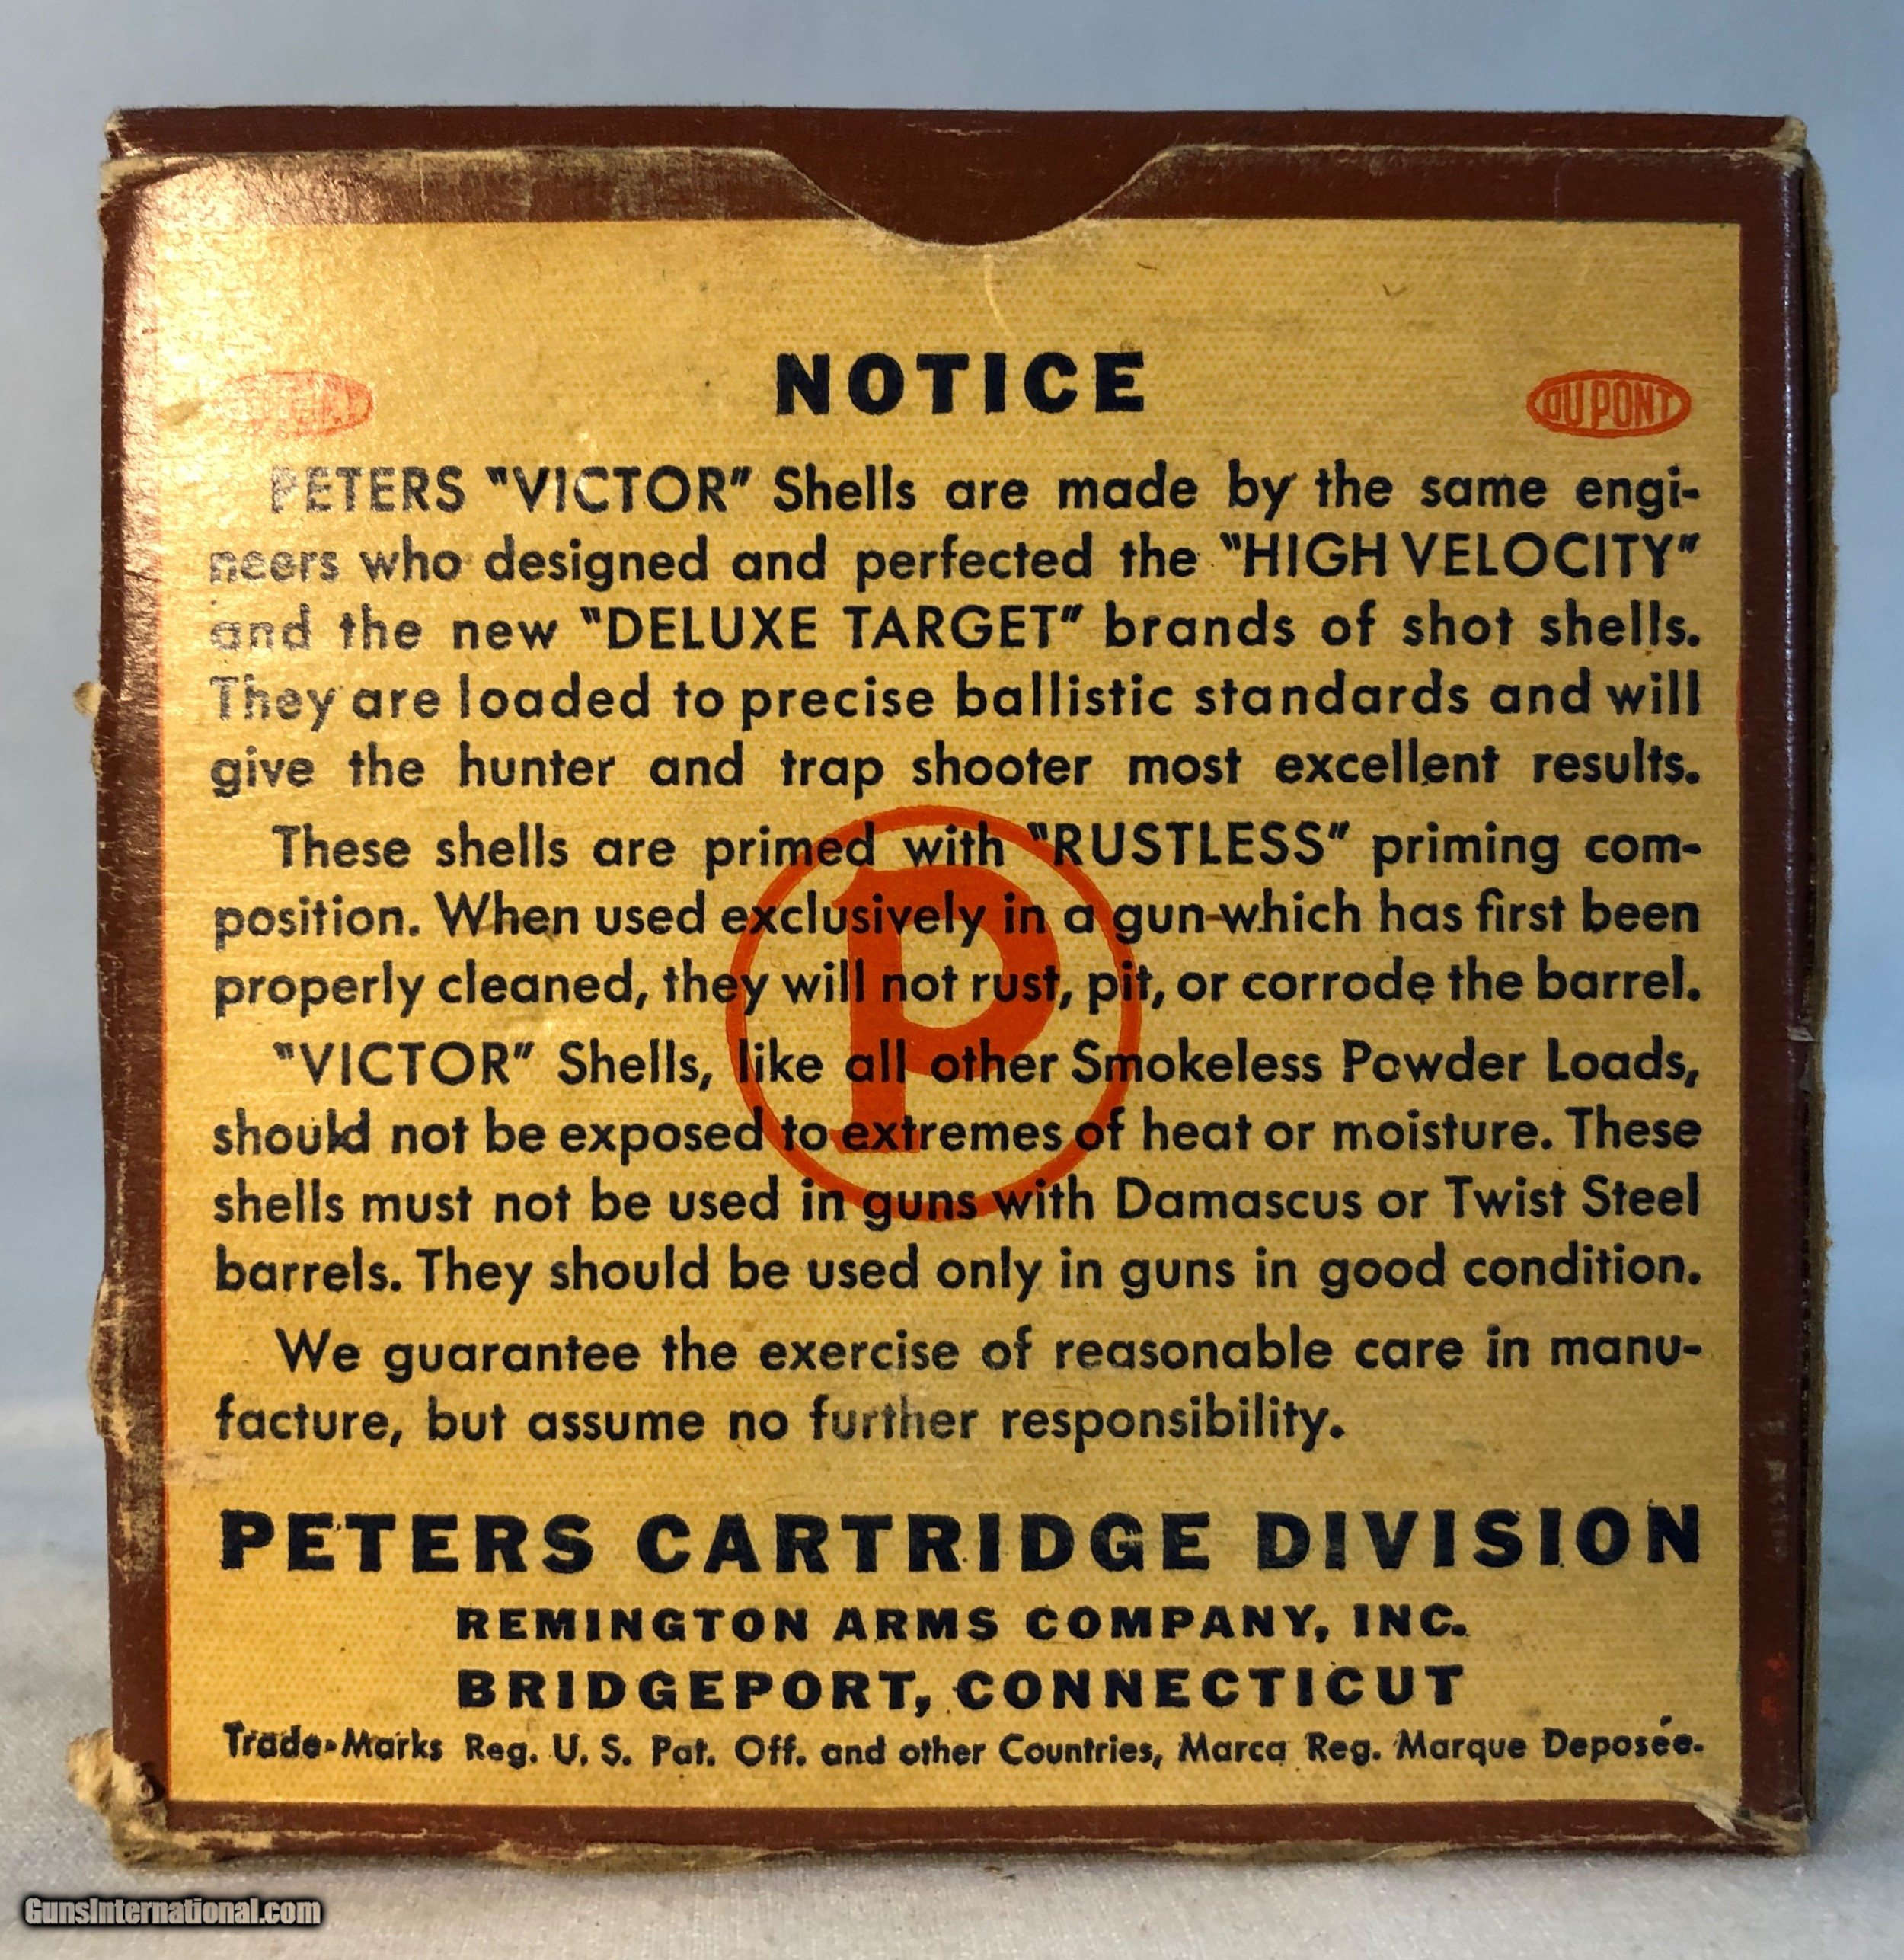 NOTICE
DU PONT
PETERS "VICTOR" Shells are made by the same engi-
neers who designed and perfected the "HIGH VELOCITY"
and the new "DELUXE TARGET" brands of shot shells.
They are loaded to precise ballistic standards and will
give the hunter and trap shooter most excellent results.
These shells are primed with "RUSTLESS" priming com-
position. When used exclusively in a gun which has first been
properly cleaned, they will not rust, pit, or corrode the barrel.
P
"VICTOR" Shells, like all other Smokeless Powder Loads,
should not be exposed to extremes of heat or moisture. These
shells must not be used in guns with Damascus or Twist Steel
barrels. They should be used only in guns in good condition.
We guarantee the exercise of reasonable care in manu-
facture, but assume no further responsibility.
PETERS CARTRIDGE DIVISION
REMINGTON ARMS COMPANY, INC.
BRIDGEPORT, CONNECTICUT
Trade-Marks Reg. U. S. Pat. Off. and other Countries, Marca Reg. Marque Deposée.
GunsInternational.com